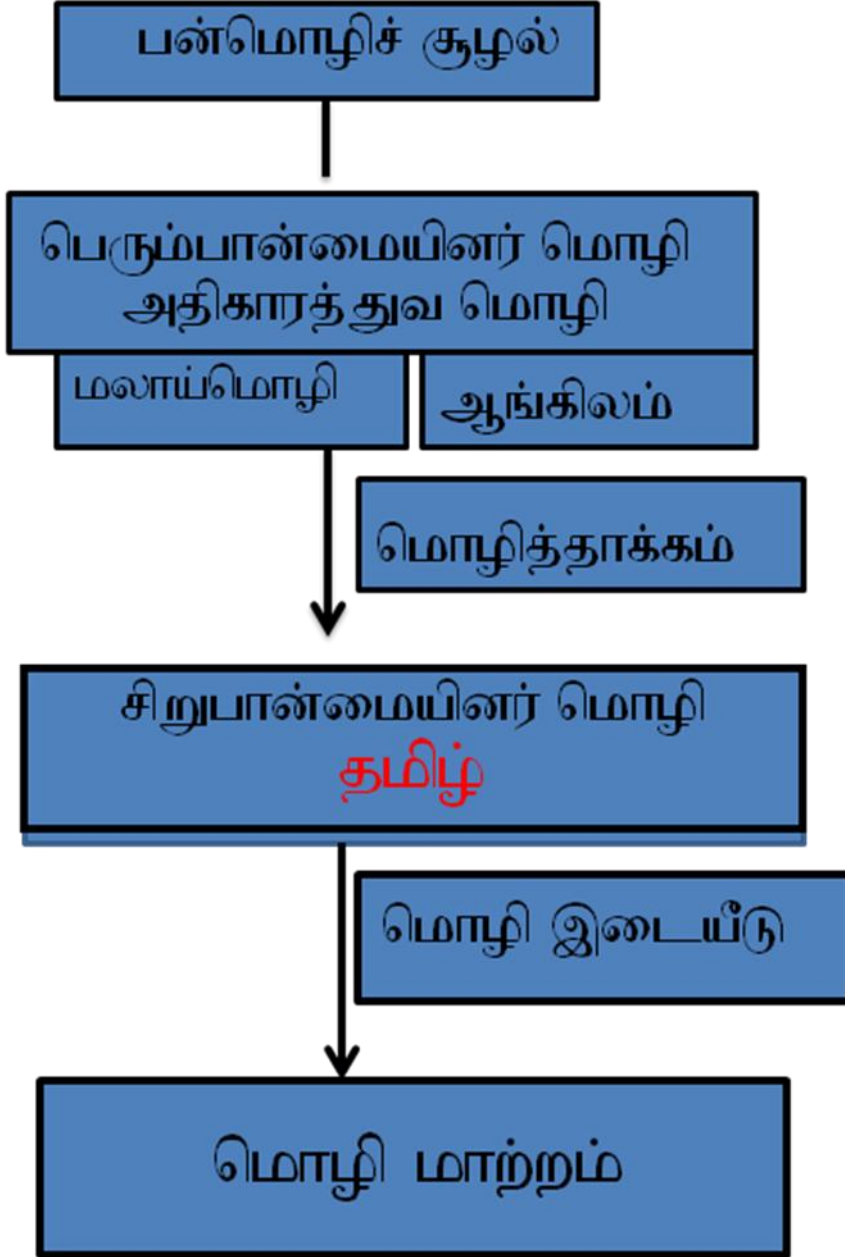 பன்மொழிச் சூழல்
பெரும்பான்மையினர் மொழி
அதிகாரத்துவ மொழி
மலாய்மொழி
ஆங்கிலம்
மொழித்தாக்கம்
சிறுபான்மையினர் மொழி
தமிழ்
மொழி இடையீடு
மொழி மாற்றம்